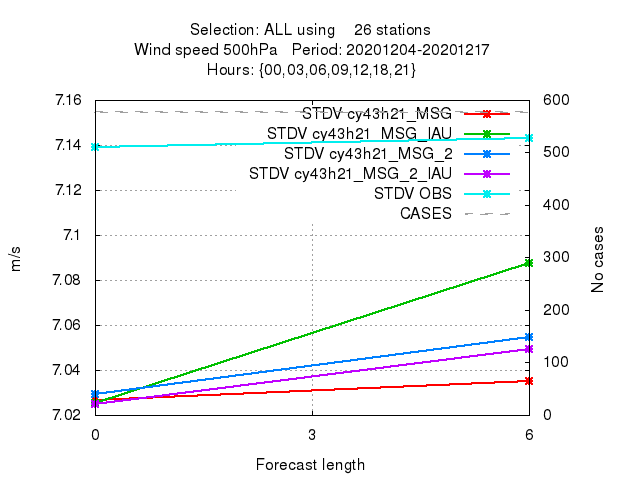 Selection: ALL using    26 stations
Wind speed 500hPa   Period: 20201204-20201217
Hours: {00,03,06,09,12,18,21}
7.16
7.14
7.12
7.1
7.08
7.06
7.04
7.02
m/s
600
500
400
300
200
100
0
No cases
STDV cy43h21_MSG
STDV cy43h21_MSG_IAU
STDV cy43h21_MSG_2
STDV cy43h21_MSG_2_IAU
STDV OBS
CASES
0 3 6
Forecast length